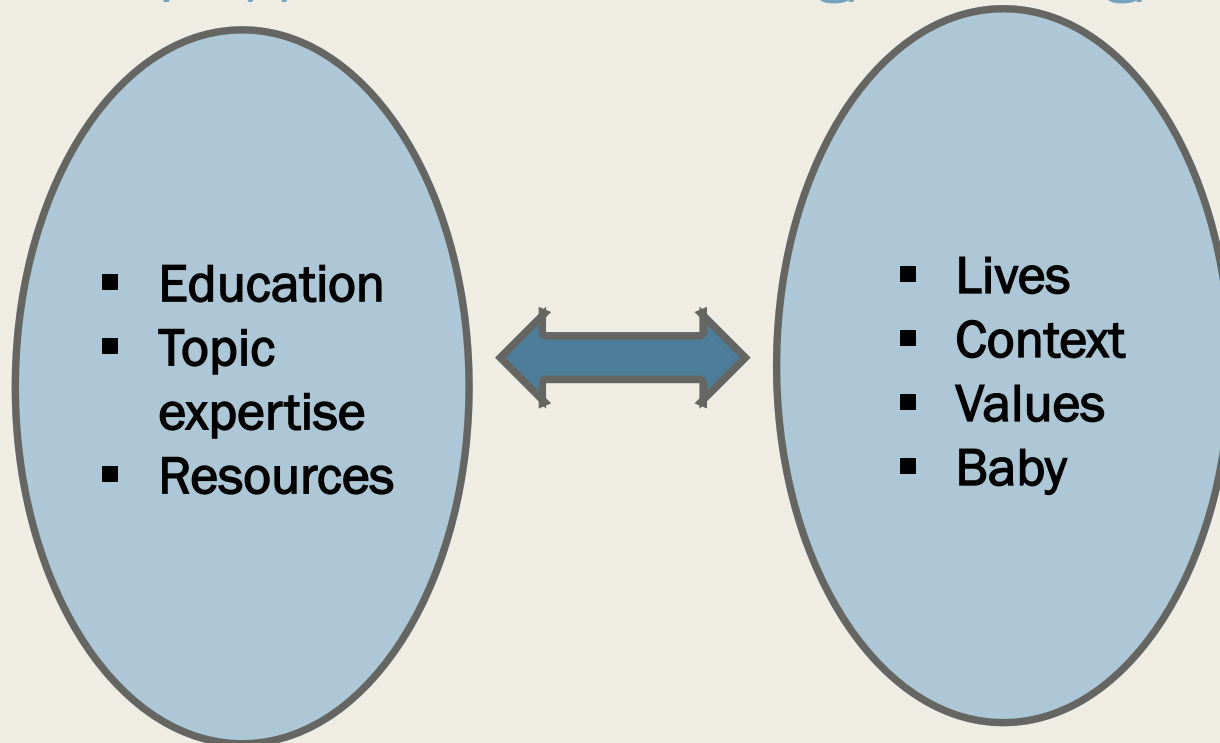 ▪ Education
▪ Topic
expertise
▪ Resources
▪ Lives
▪ Context
▪ Values
▪ Baby